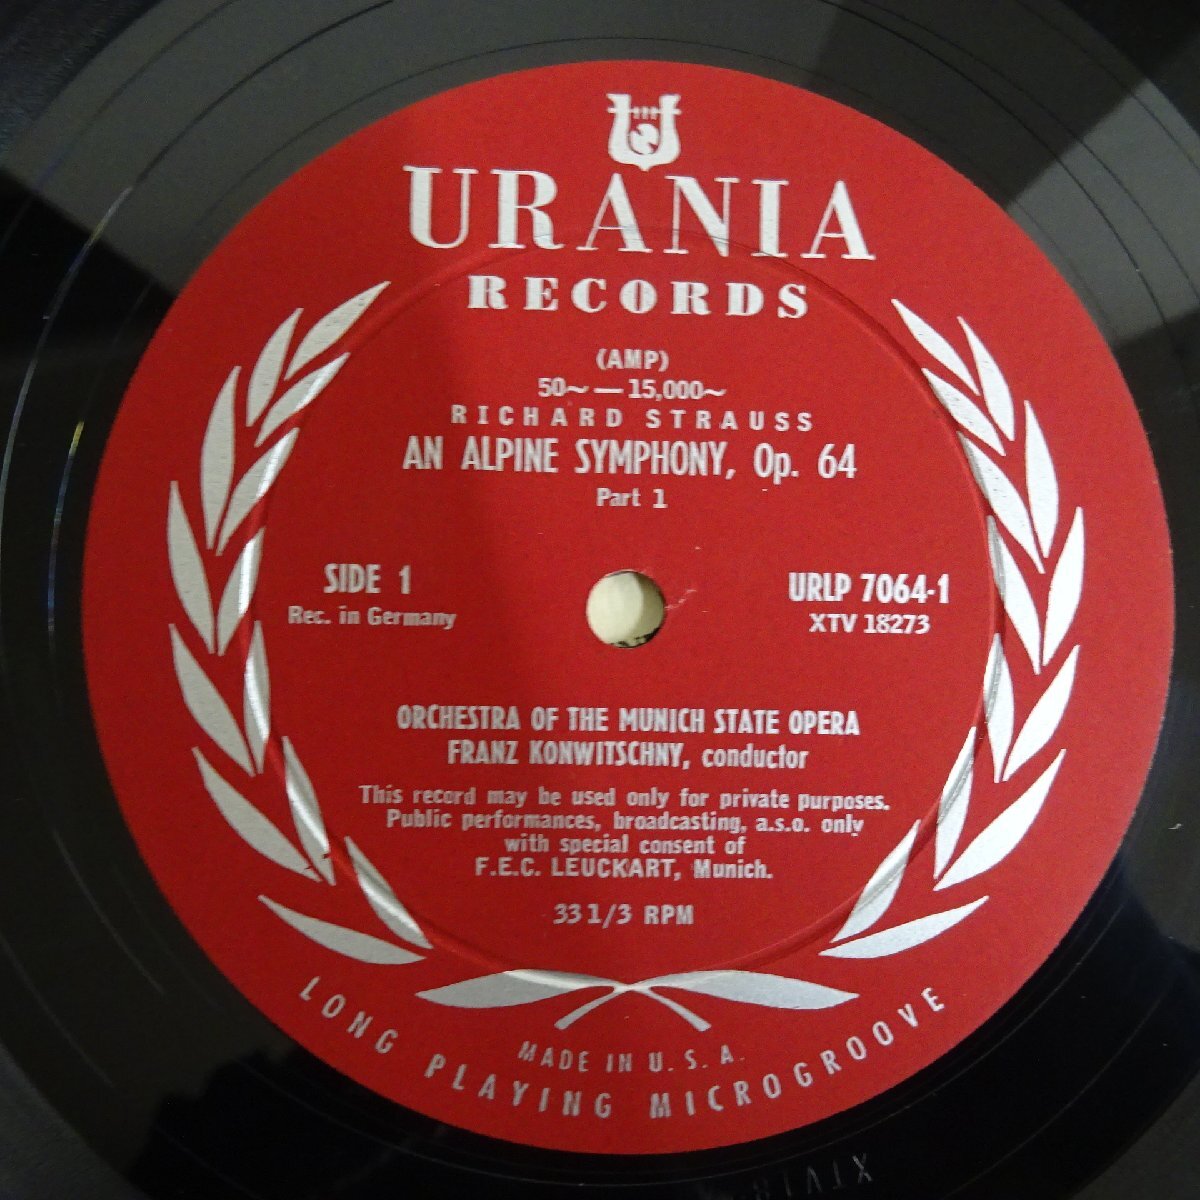 URANIA
RECORDS
(AMP)
50~ — 15,000~
RICHARD STRAUSS
AN ALPINE SYMPHONY, Op. 64
Part 1
SIDE 1
Rec. in Germany
URLP 7064-1
XTV 18273
ORCHESTRA OF THE MUNICH STATE OPERA
FRANZ KONWITSCHNY, conductor
This record may be used only for private purposes.
Public performances, broadcasting, a.s.o. only
with special consent of
F.E.C. LEUCKART, Munich.
33 1/3 RPM
MADE IN U. S. A.
LONG PLAYING MICROGROOVE